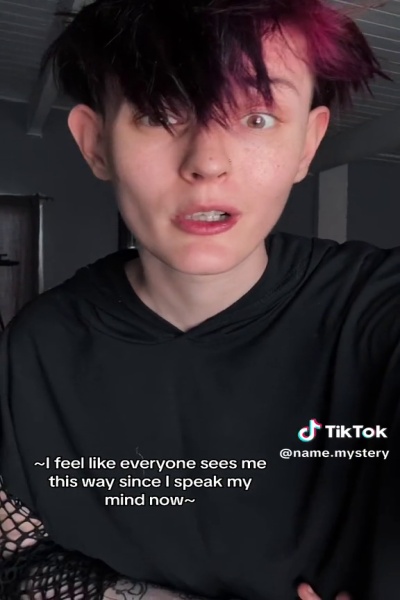 TikTok
@name.mystery
~I feel like everyone sees me
this way since I speak my
mind now~